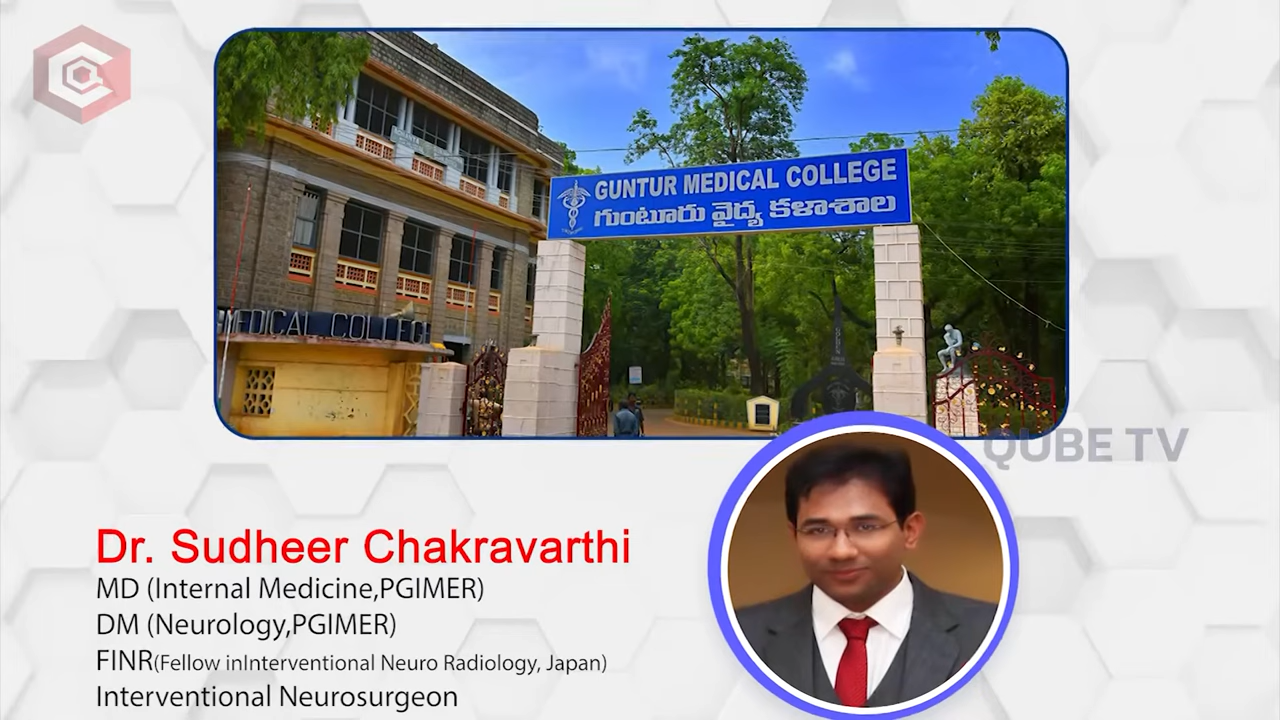 GUNTUR MEDICAL COLLEGE
గుంటూరు వైద్య కళాశాల
MEDICAL COLLEGE
QUBE TV
Dr. Sudheer Chakravarthi
MD (Internal Medicine,PGIMER)
DM (Neurology,PGIMER)
FINR(Fellow inInterventional Neuro Radiology, Japan)
Interventional Neurosurgeon